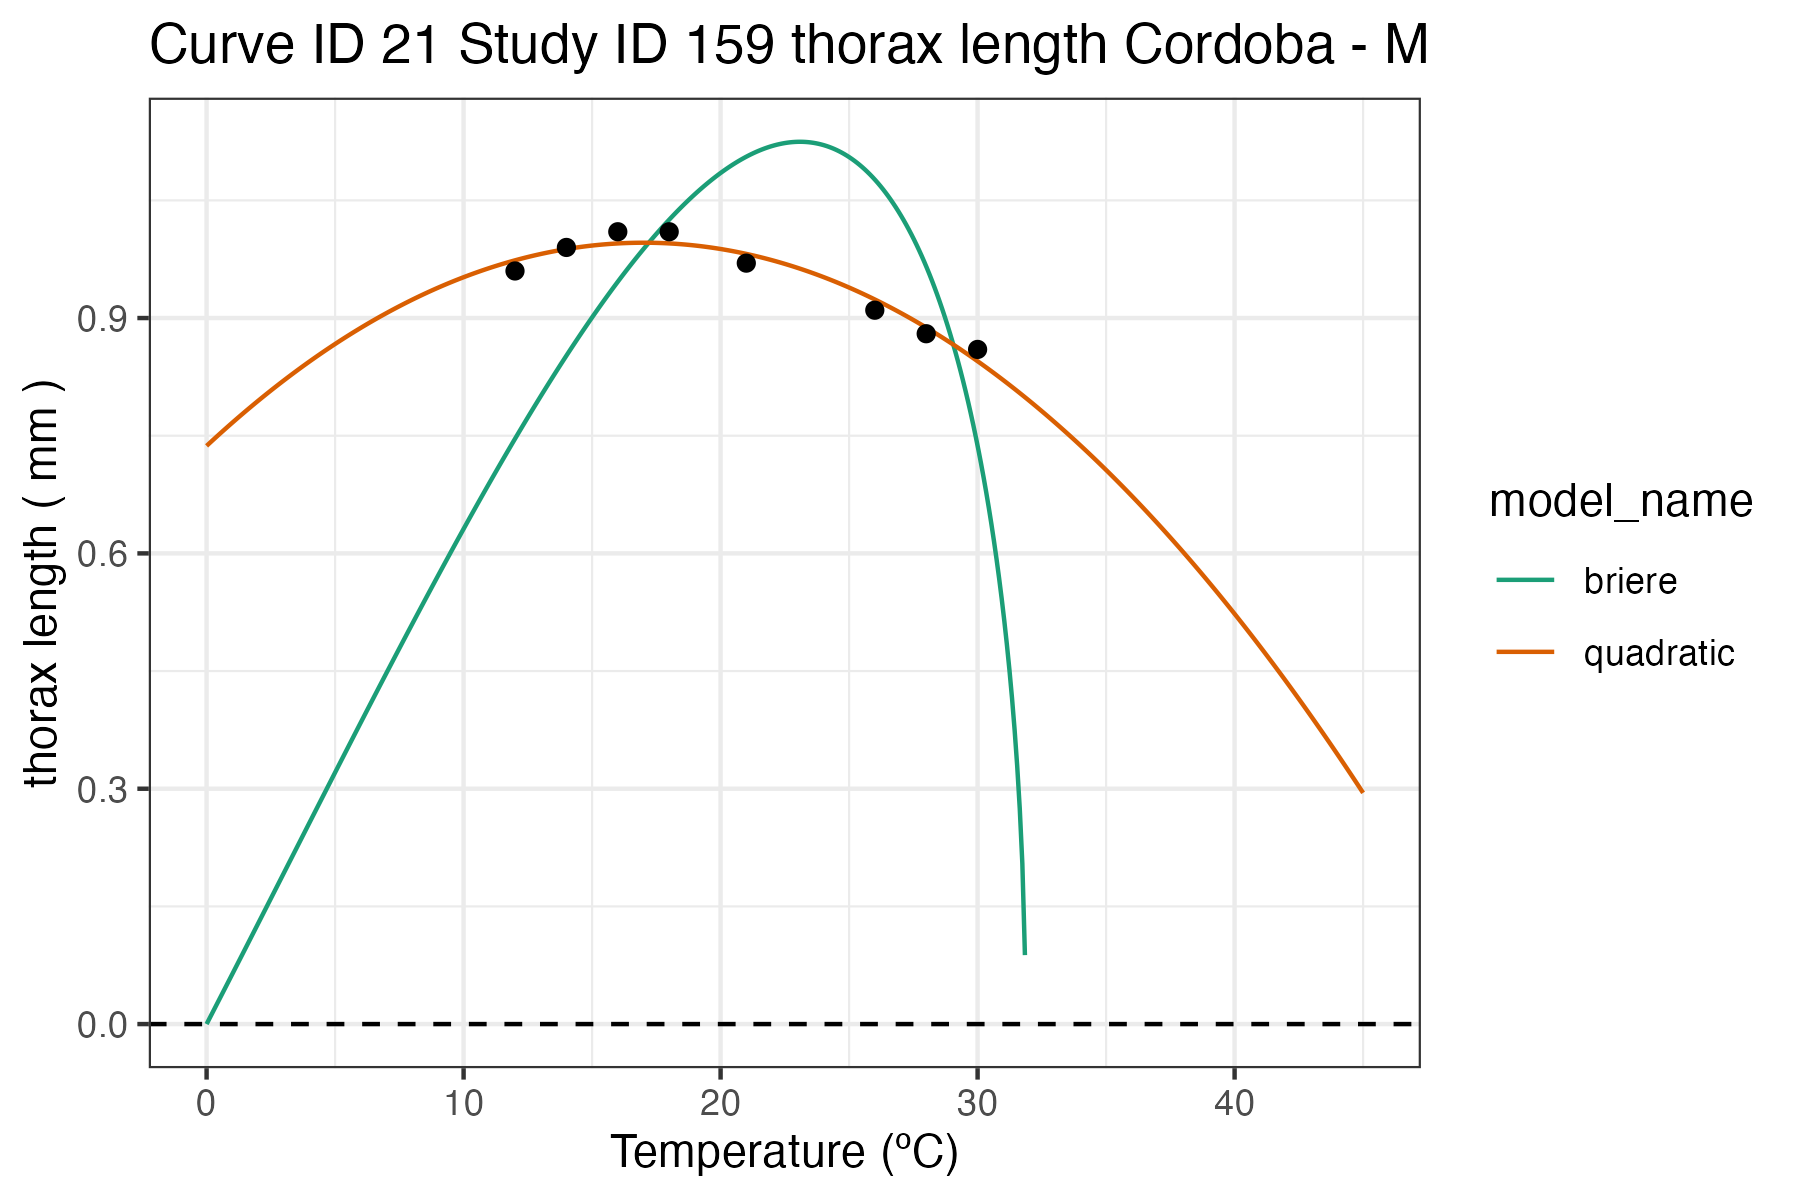 Curve ID 21 Study ID 159 thorax length Cordoba - M
thorax length ( mm )
0.9
0.6
0.3
0.0
0
10
20
30
40
Temperature (ºC)
model_name
briere
quadratic